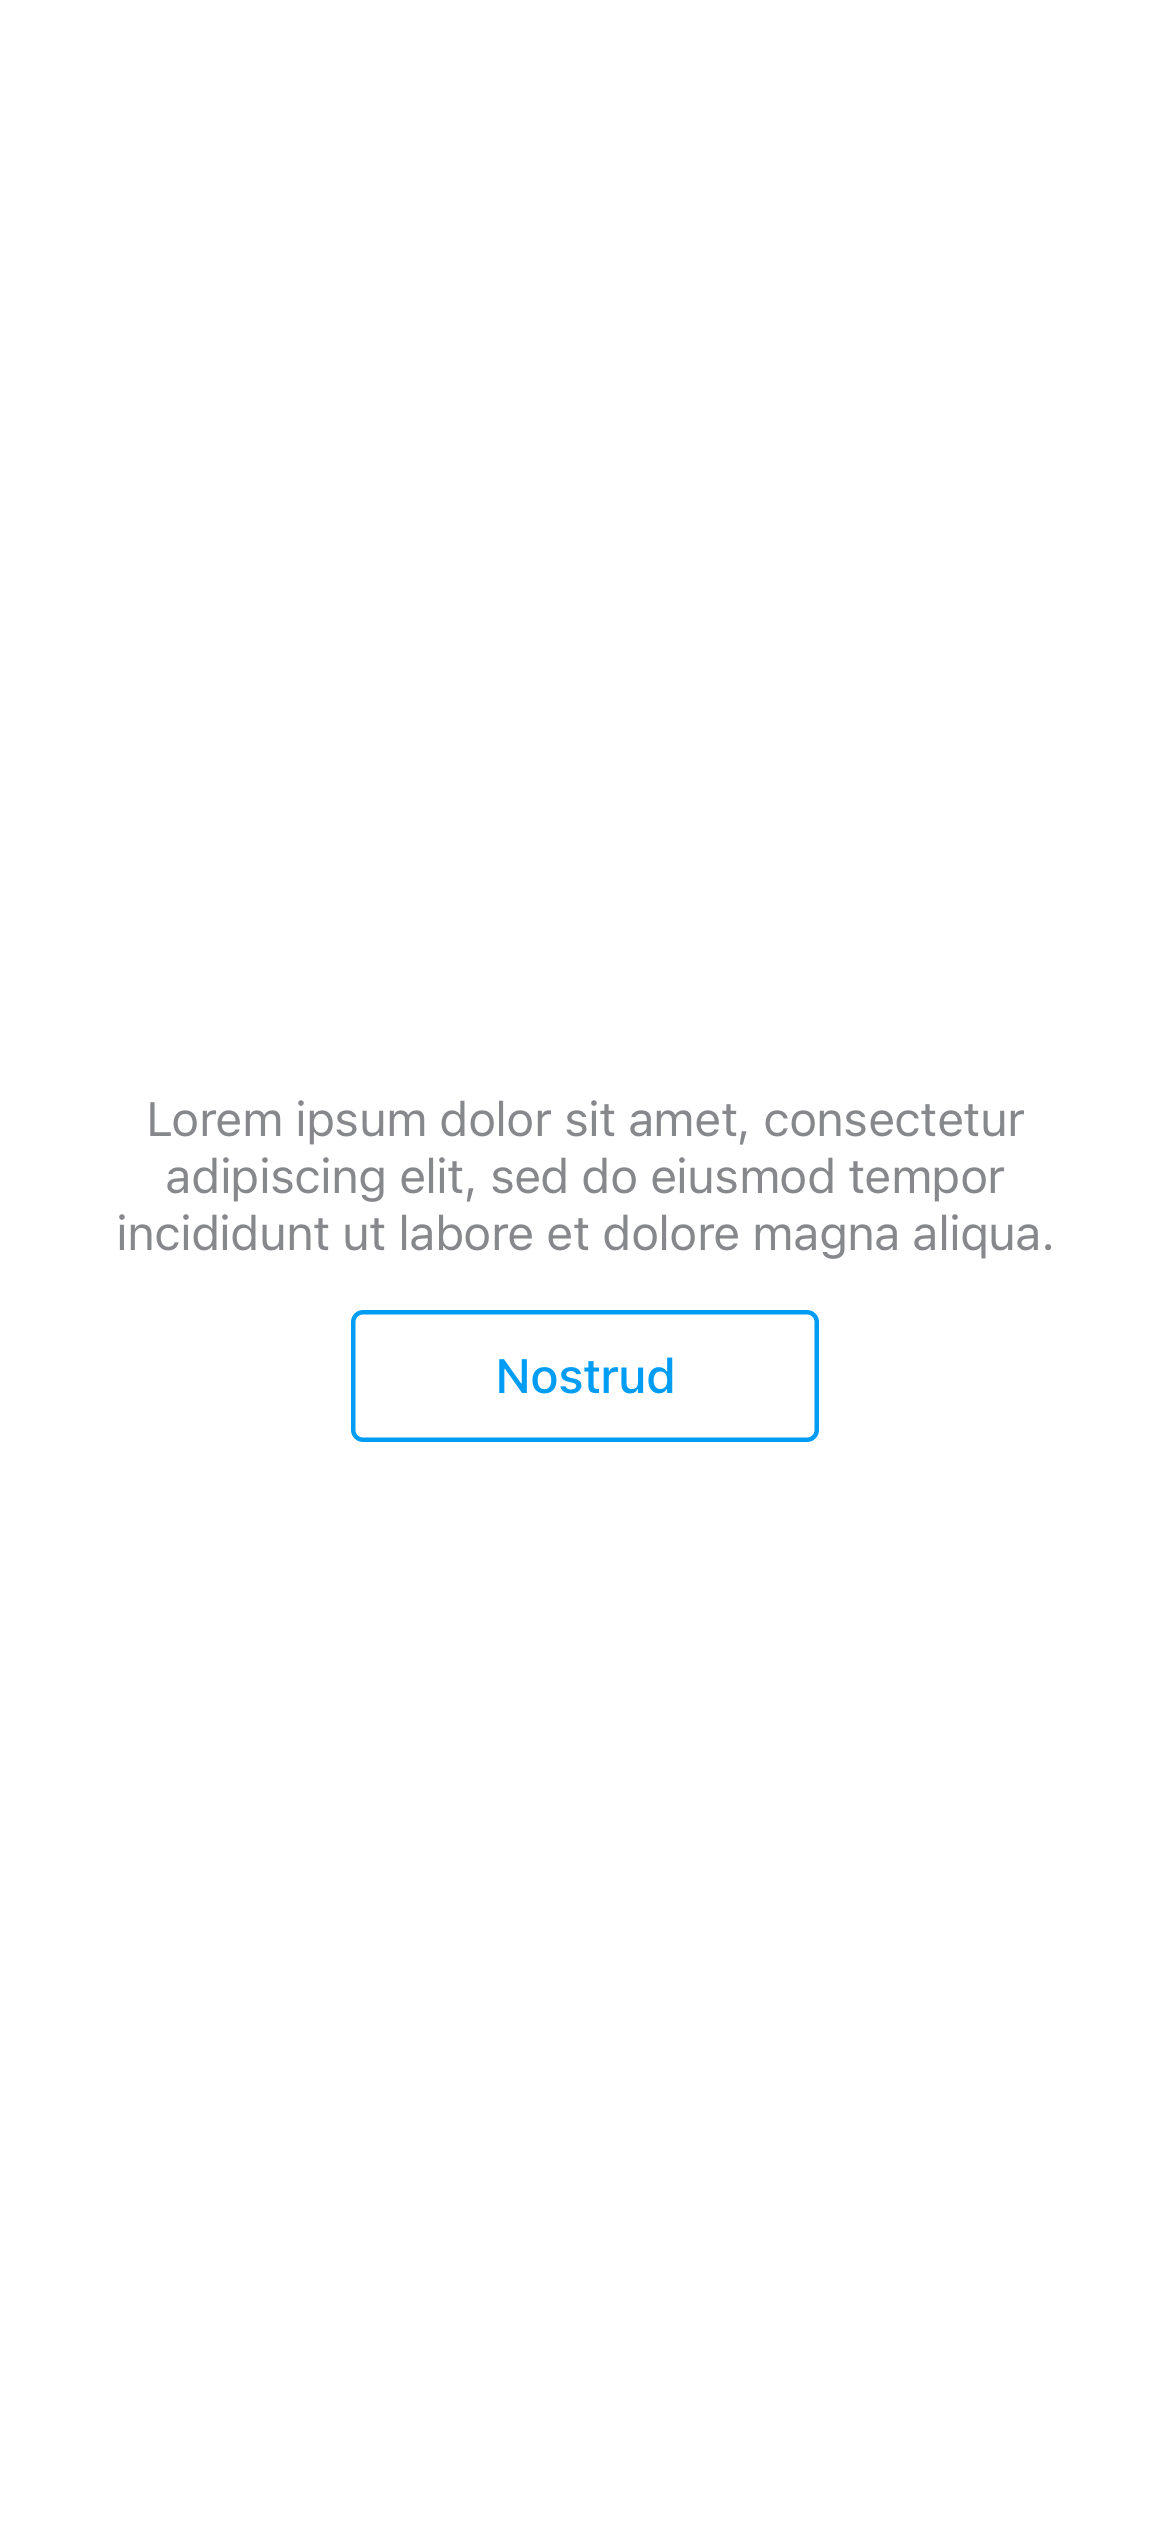 Lorem ipsum dolor sit amet, consectetur
adipiscing elit, sed do eiusmod tempor
incididunt ut labore et dolore magna aliqua.
Nostrud